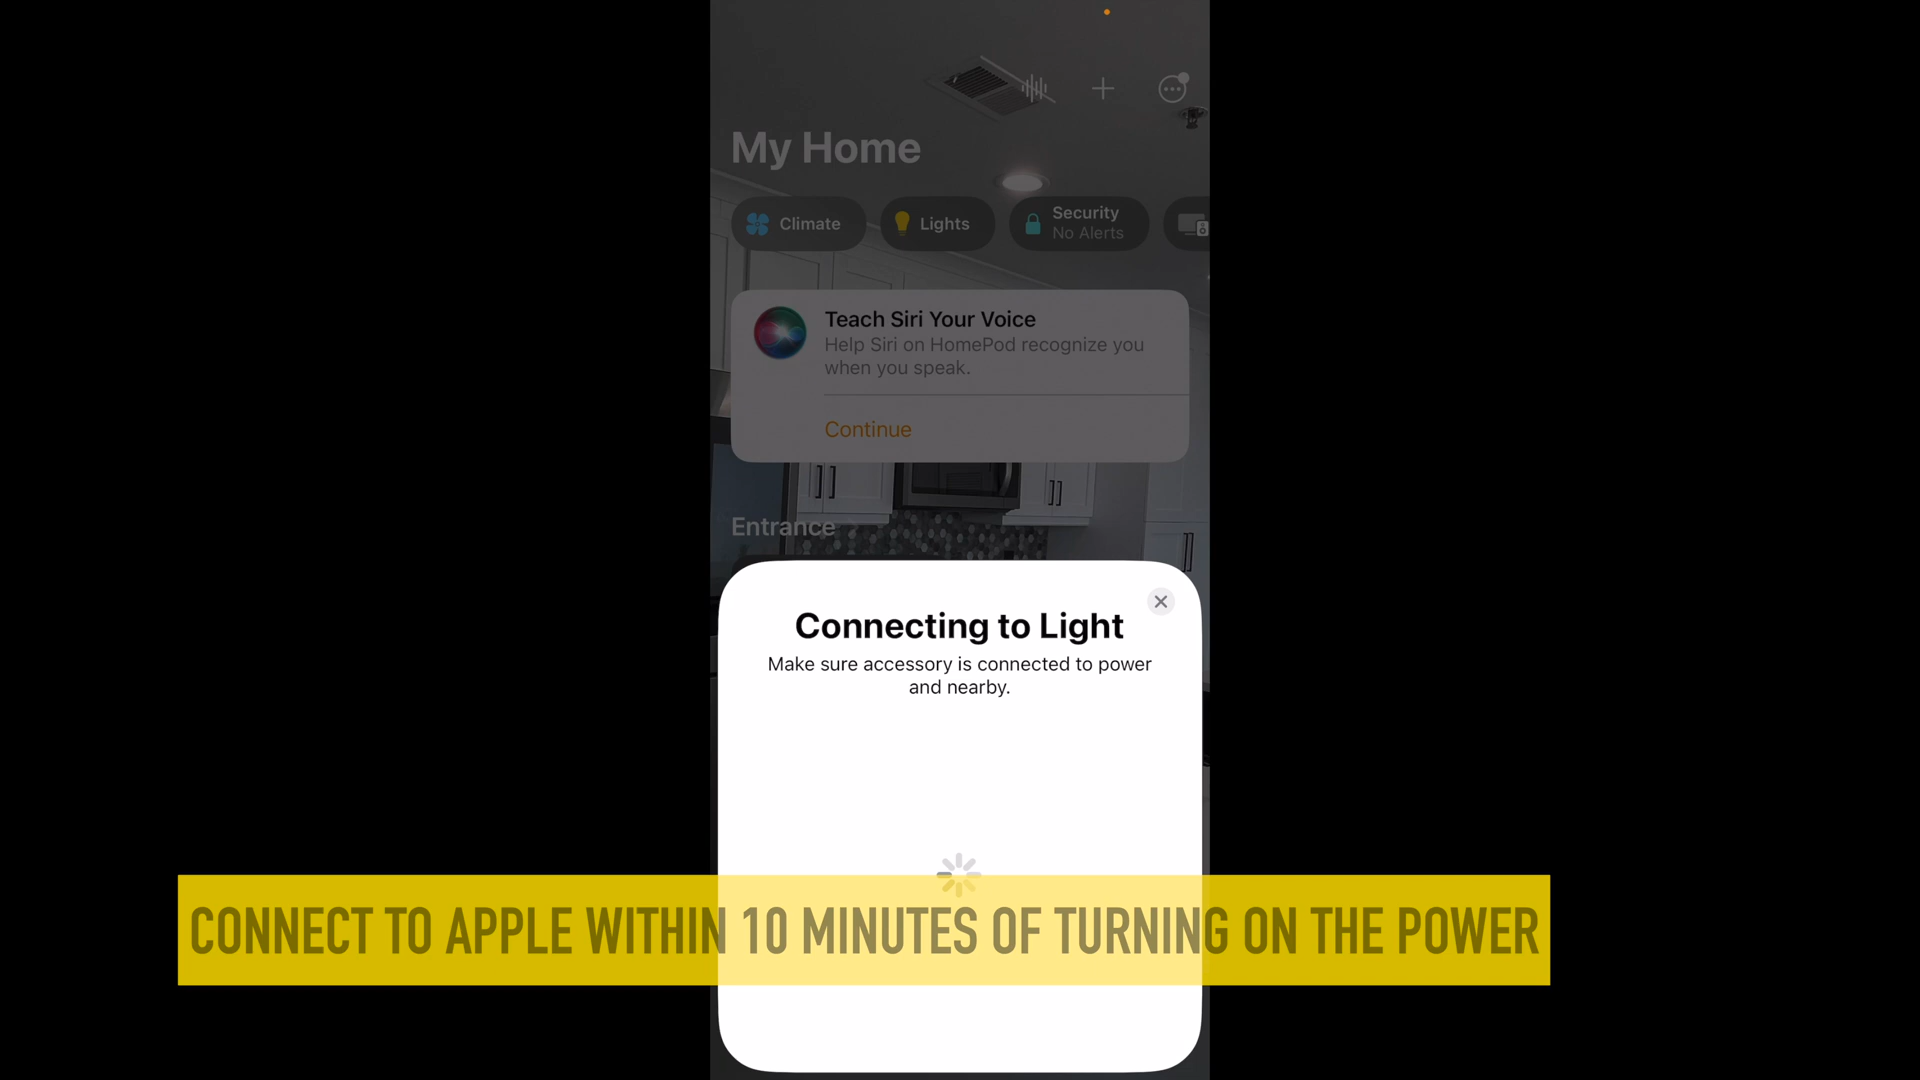 My Home
Climate
Lights
Security
No Alerts
Teach Siri Your Voice
Help Siri on HomePod recognize you
when you speak.
Continue
Entrance
Connecting to Light
Make sure accessory is connected to power
and nearby.
CONNECT TO APPLE WITHIN 10 MINUTES OF TURNING ON THE POWER